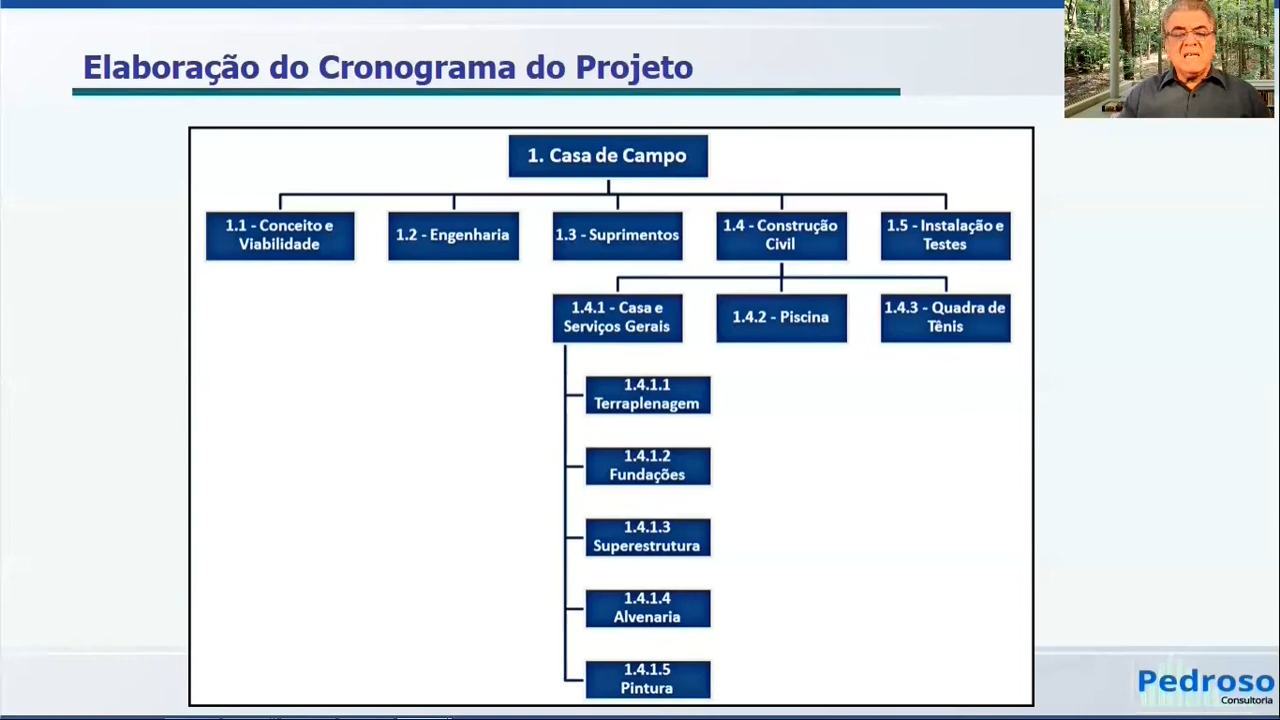 Elaboração do Cronograma do Projeto
1. Casa de Campo
1.1 - Conceito e
Viabilidade
1.2 - Engenharia
1.3 - Suprimentos
1.4 - Construção
Civil
1.5 - Instalação e
Testes
1.4.1 - Casa e
Serviços Gerais
1.4.2 - Piscina
1.4.3 - Quadra de
Tênis
1.4.1.1
Terraplenagem
1.4.1.2
Fundações
1.4.1.3
Superestrutura
1.4.1.4
Alvenaria
1.4.1.5
Pintura
Pedroso
Consultoria